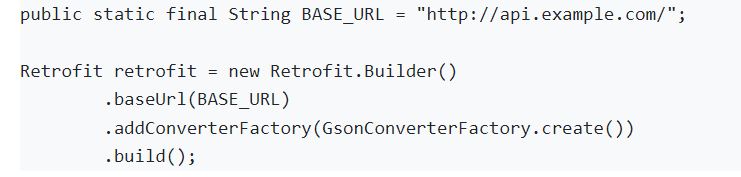 public static final String BASE_URL = "http://api.example.com/";
Retrofit retrofit = new Retrofit.Builder()
.baseUrl(BASE_URL)
.addConverterFactory(GsonConverterFactory.create())
.build();